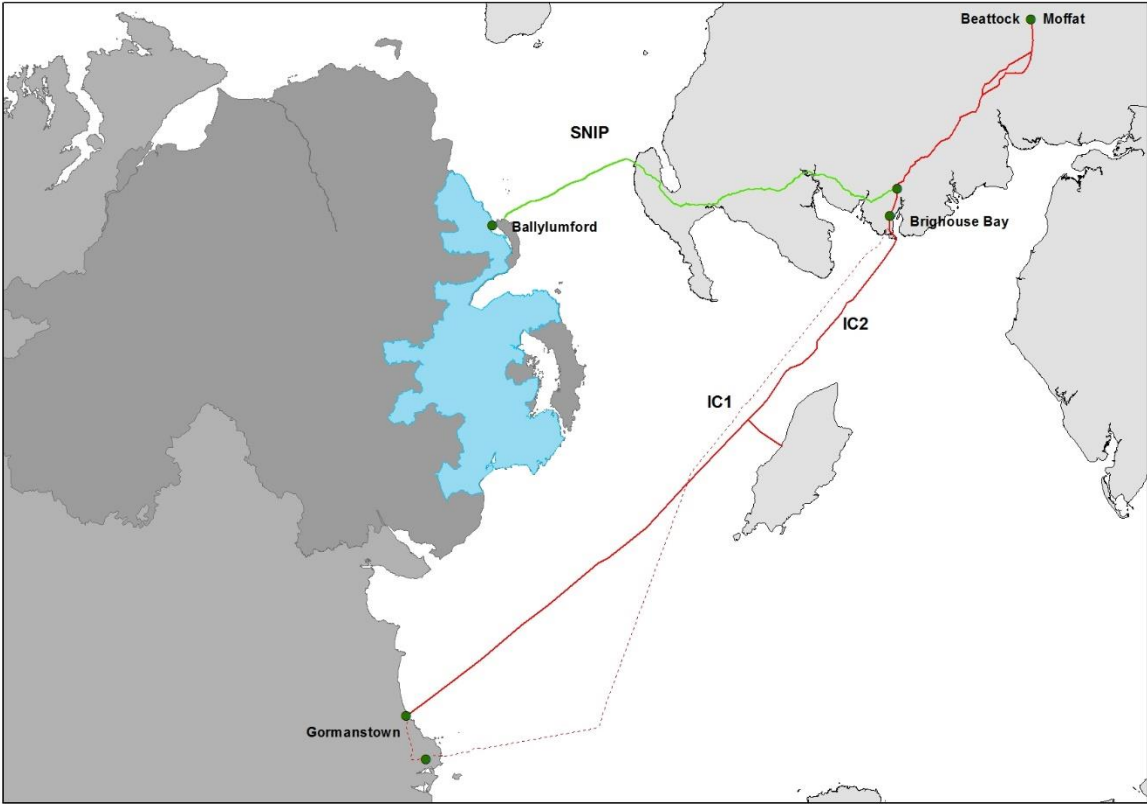 Beattock Moffat
SNIP
Ballylumford
Brighouse Bay
IC2
IC1
Gormanstown